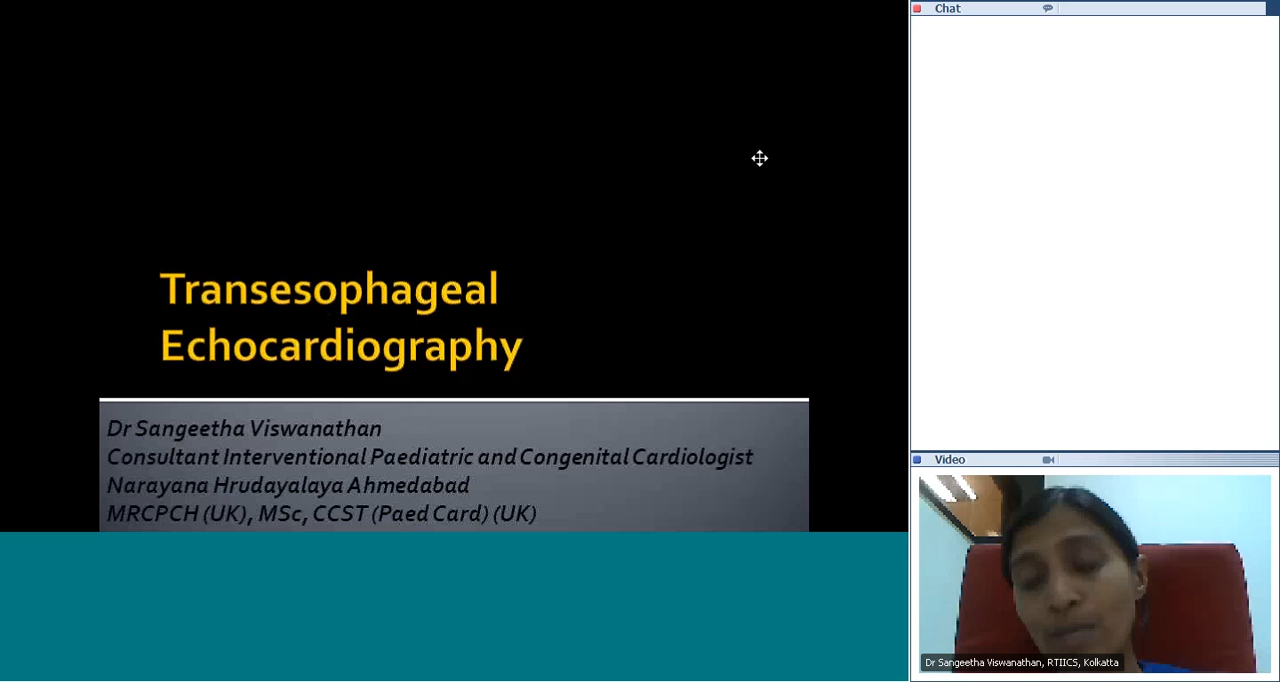 Transesophageal
Echocardiography
Dr Sangeetha Viswanathan
Consultant Interventional Paediatric and Congenital Cardiologist
Narayana Hrudayalaya Ahmedabad
MRCPCH (UK), MSc, CCST (Paed Card) (UK)
Chat
Video
Dr Sangeetha Viswanathan, RTIICS, Kolkatta